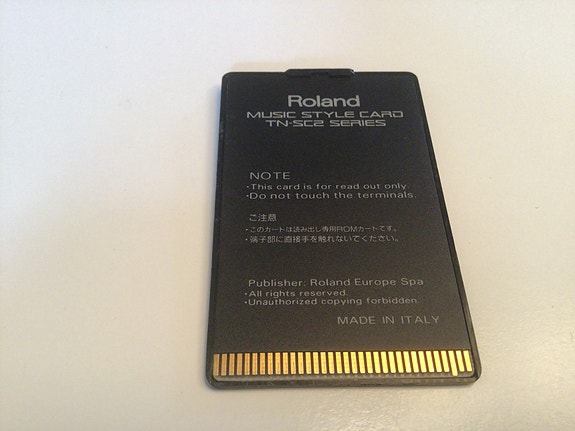 Roland
MUSIC STYLE CARD
TN-SC2 SERIES
NOTE
・This card is for read out only.
・Do not touch the terminals.
ご注意
・このカートは読み出し専用ROMカートです。
・端子部に直接手を触れないでください。
Publisher: Roland Europe Spa
・All rights reserved.
・Unauthorized copying forbidden.
MADE IN ITALY